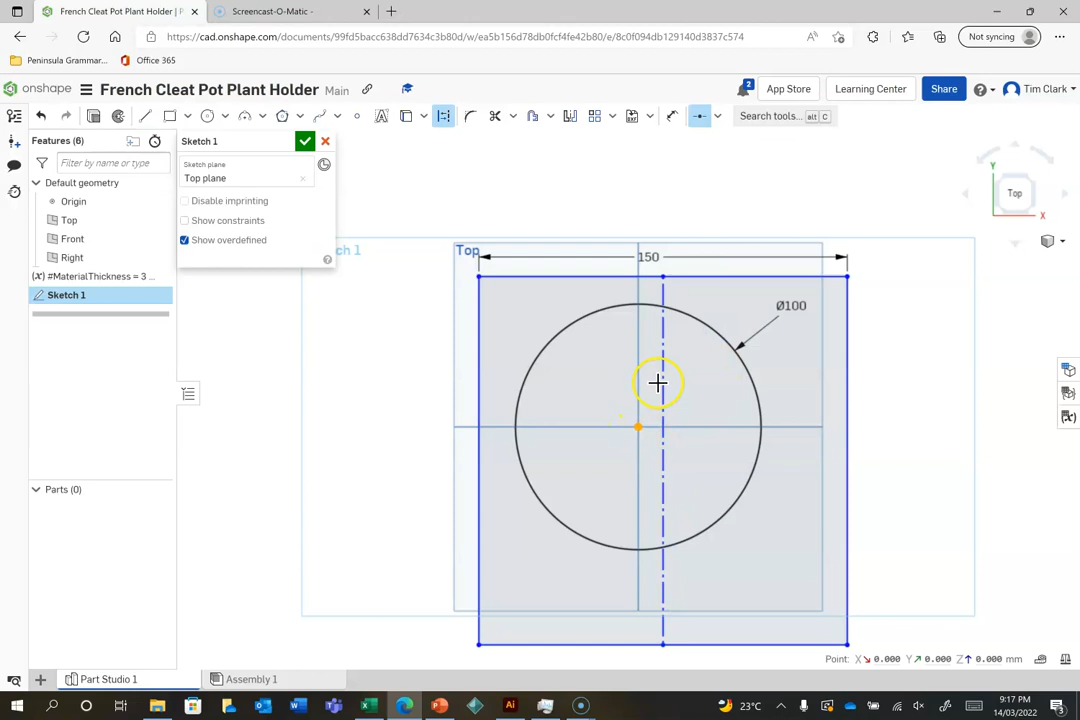 French Cleat Pot Plant Holder |
Screencast-O-Matic -
https://cad.onshape.com/documents/99fd5bacc638dd7634c3b80d/w/ea5b156d78db0fcf4fe42b80/e/8c0f094db129140d3837c574
Not syncing
Peninsula Grammar...
Office 365
onshape
French Cleat Pot Plant Holder
Main
2
App Store
Learning Center
Share
Tim Clark
Search tools...
alt
C
Features (6)
Filter by name or type
Default geometry
Origin
Top
Front
Right
(x) #MaterialThickness = 3 ...
Sketch 1
Sketch 1
Sketch plane
Top plane
Disable imprinting
Show constraints
Show overdefined
ch 1
Top
150
Ø100
Y
Top
X
Parts (0)
Point: X 0.000 Y 0.000 Z 0.000 mm
Part Studio 1
Assembly 1
23°C
9:17 PM
14/03/2022
3